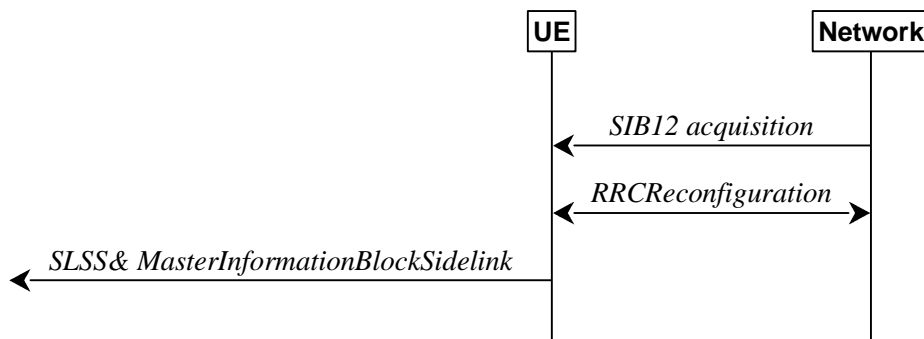 UE
Network
SIB12 acquisition
RRCReconfiguration
SLSS& MasterInformationBlockSidelink